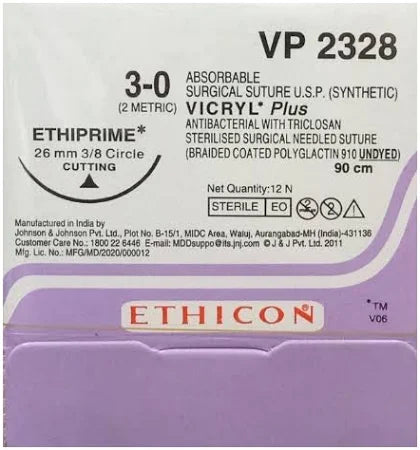 VP 2328
3-0
(2 METRIC)
ABSORBABLE
SURGICAL SUTURE U.S.P. (SYNTHETIC)
VICRYL* Plus
ANTIBACTERIAL WITH TRICLOSAN
STERILISED SURGICAL NEEDLED SUTURE
(BRAIDED COATED POLYGLACTIN 910 UNDYED)
90 cm
ETHIPRIME*
26 mm 3/8 Circle
CUTTING
Net Quantity:12 N
STERILE EO
Manufactured in India by
Johnson & Johnson Pvt. Ltd., Plot No. B-15/1, MIDC Area, Waluj, Aurangabad-MH (India)-431136
Customer Care No.: 1800 22 6446 E-mail: MDDsuppo@its.jnj.com © J & J Pvt. Ltd. 2011
Mfg. Lic. No.: MFG/MD/2020/000012
ETHICON
*TM
V06